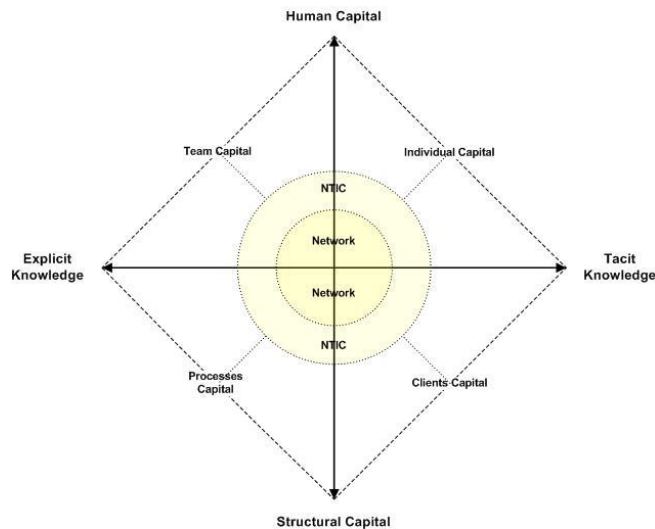 Human Capital
Team Capital
Individual Capital
NTIC
Network
Explicit
Knowledge
Tacit
Knowledge
Network
NTIC
Processes
Capital
Clients Capital
Structural Capital